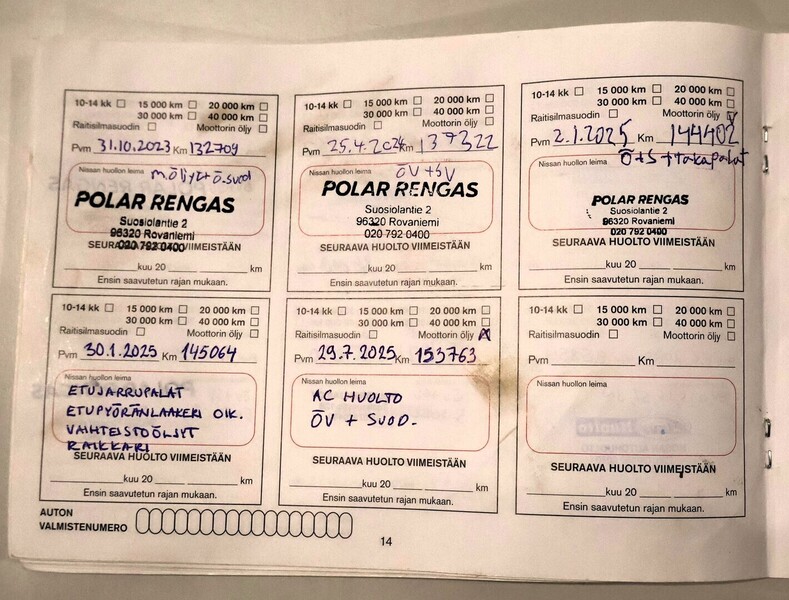 10-14 kk 15 000 km 20 000 km
30 000 km 40 000 km
Raitisilmasuodin Moottorin öljy
Pvm 31.10.2023 Km 132709
Nissan huollon leima m.öljyt+ö.suod
POLAR RENGAS
Suosiolantie 2
96320 Rovaniemi
020 792 0400
SEURAAVA HUOLTO VIIMEISTÄÄN
kuu 20 km
Ensin saavutetun rajan mukaan.
10-14 kk 15 000 km 20 000 km
30 000 km 40 000 km
Raitisilmasuodin Moottorin öljy
Pvm 25.4.2024 Km 137322
Nissan huollon leima ÖV+SV
POLAR RENGAS
Suosiolantie 2
96320 Rovaniemi
020 792 0400
SEURAAVA HUOLTO VIIMEISTÄÄN
kuu 20 km
Ensin saavutetun rajan mukaan.
10-14 kk 15 000 km 20 000 km
30 000 km 40 000 km
Raitisilmasuodin Moottorin öljy
Pvm 2.1.2025 Km 144402
Nissan huollon leima Ö+S+takapalat
POLAR RENGAS
Suosiolantie 2
96320 Rovaniemi
020 792 0400
SEURAAVA HUOLTO VIIMEISTÄÄN
kuu 20 km
Ensin saavutetun rajan mukaan.
10-14 kk 15 000 km 20 000 km
30 000 km 40 000 km
Raitisilmasuodin Moottorin öljy
Pvm 30.1.2025 Km 145064
Nissan huollon leima
ETUJARRUPALAT
ETUPYÖRÄNLAAKERI OIK.
VAIHTEISTOÖLJYT
RAIKKARI
SEURAAVA HUOLTO VIIMEISTÄÄN
kuu 20 km
Ensin saavutetun rajan mukaan.
10-14 kk 15 000 km 20 000 km
30 000 km 40 000 km
Raitisilmasuodin Moottorin öljy
Pvm 29.7.2025 Km 153763
Nissan huollon leima
AC HUOLTO
ÖV + SUOD.
SEURAAVA HUOLTO VIIMEISTÄÄN
kuu 20 km
Ensin saavutetun rajan mukaan.
10-14 kk 15 000 km 20 000 km
30 000 km 40 000 km
Raitisilmasuodin Moottorin öljy
Pvm Km
Nissan huollon leima
SEURAAVA HUOLTO VIIMEISTÄÄN
kuu 20 km
Ensin saavutetun rajan mukaan.
AUTON
VALMISTENUMERO
14